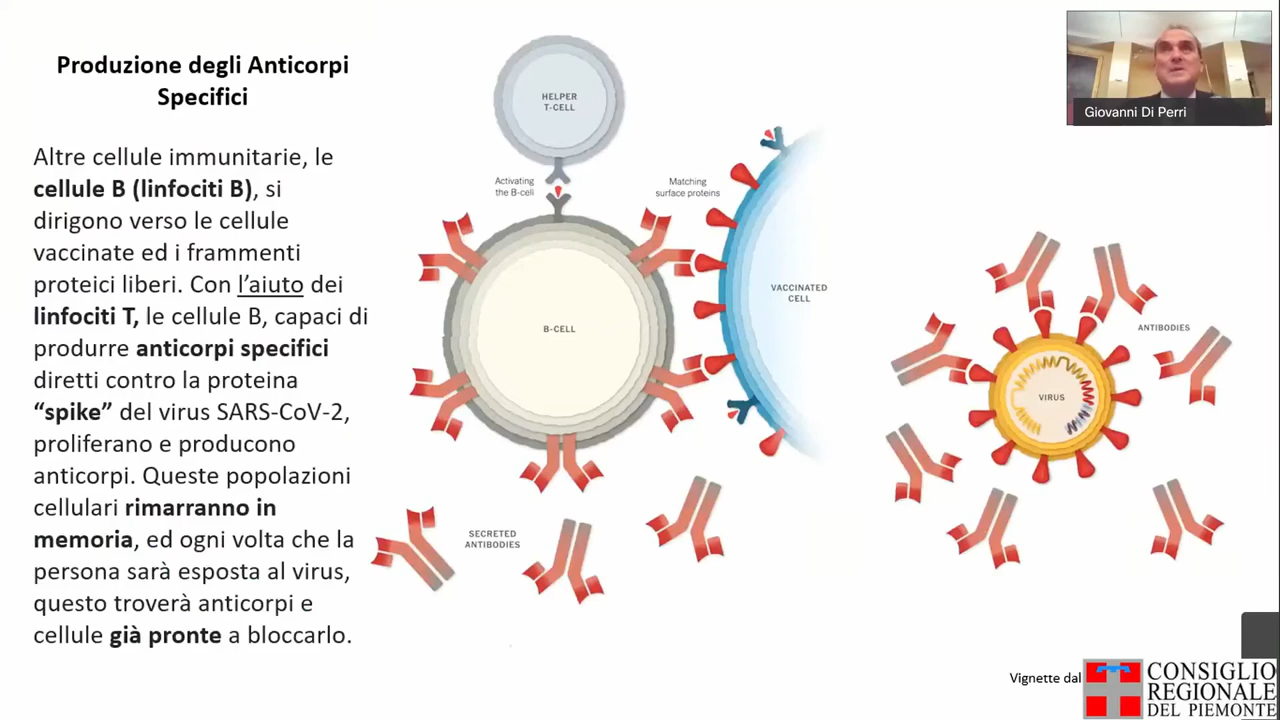 Produzione degli Anticorpi
Specifici
Altre cellule immunitarie, le
cellule B (linfociti B), si
dirigono verso le cellule
vaccinate ed i frammenti
proteici liberi. Con l’aiuto dei
linfociti T, le cellule B, capaci di
produrre anticorpi specifici
diretti contro la proteina
“spike” del virus SARS-CoV-2,
proliferano e producono
anticorpi. Queste popolazioni
cellulari rimarranno in
memoria, ed ogni volta che la
persona sarà esposta al virus,
questo troverà anticorpi e
cellule già pronte a bloccarlo.
HELPER
T-CELL
Activating
the B-cell
Matching
surface proteins
B-CELL
VACCINATED
CELL
SECRETED
ANTIBODIES
ANTIBODIES
VIRUS
Giovanni Di Perri
Vignette dal
CONSIGLIO
REGIONALE
DEL PIEMONTE